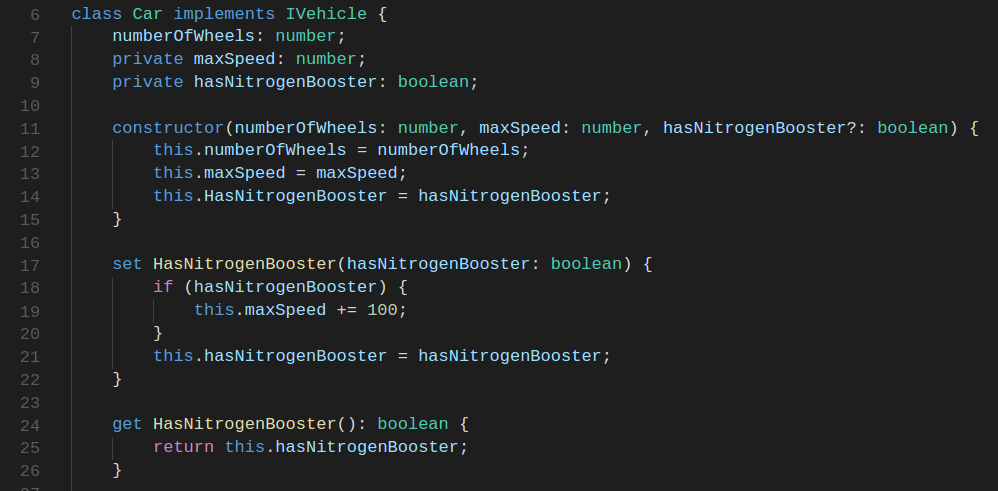 6 class Car implements IVehicle {
7 numberOfWheels: number;
8 private maxSpeed: number;
9 private hasNitrogenBooster: boolean;
10
11 constructor(numberOfWheels: number, maxSpeed: number, hasNitrogenBooster?: boolean) {
12 this.numberOfWheels = numberOfWheels;
13 this.maxSpeed = maxSpeed;
14 this.HasNitrogenBooster = hasNitrogenBooster;
15 }
16
17 set HasNitrogenBooster(hasNitrogenBooster: boolean) {
18 if (hasNitrogenBooster) {
19 this.maxSpeed += 100;
20 }
21 this.hasNitrogenBooster = hasNitrogenBooster;
22 }
23
24 get HasNitrogenBooster(): boolean {
25 return this.hasNitrogenBooster;
26 }
27